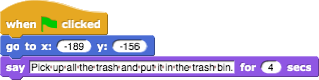 when clicked
go to x: -189 y: -156
say Pick up all the trash and put it in the trash bin. for 4 secs